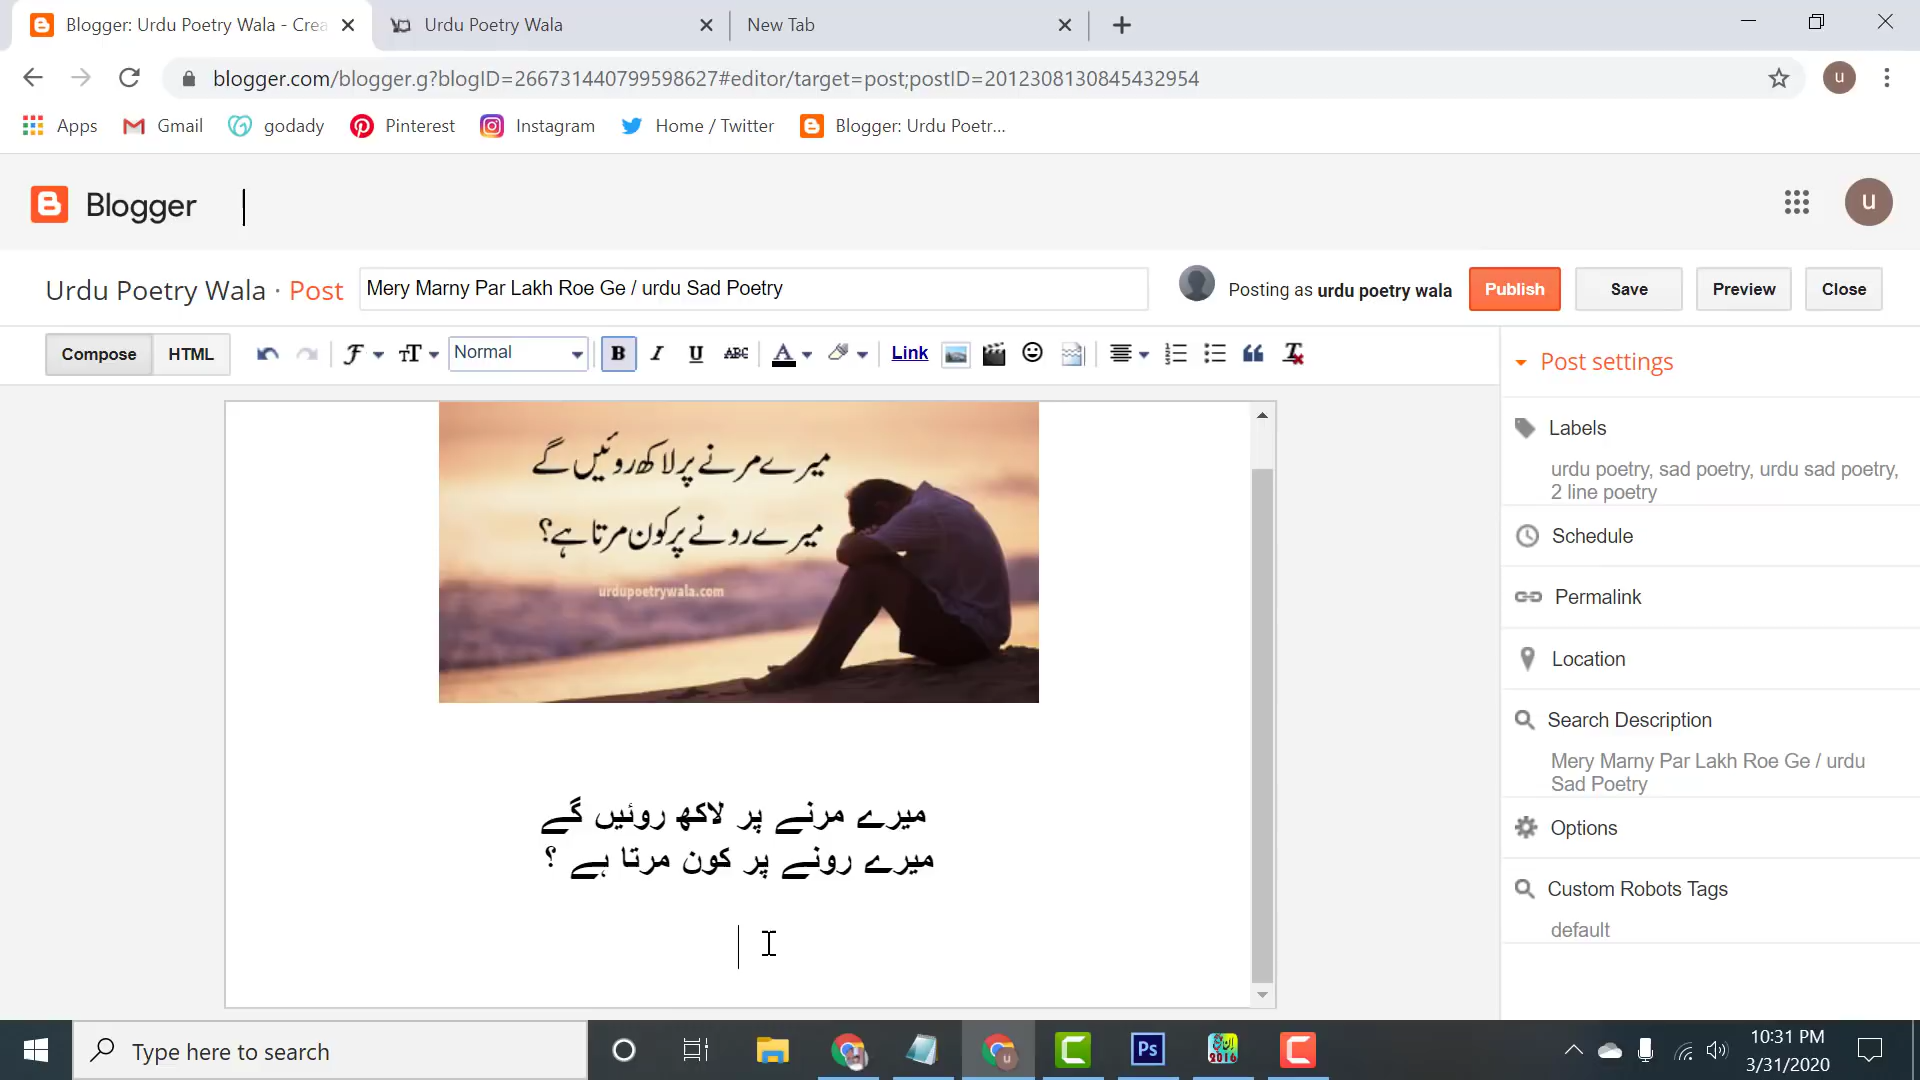 Blogger: Urdu Poetry Wala - Crea
Urdu Poetry Wala
New Tab
blogger.com/blogger.g?blogID=266731440799598627#editor/target=post;postID=2012308130845432954
u
Apps
Gmail
godady
Pinterest
Instagram
Home / Twitter
Blogger: Urdu Poetr...
Blogger
u
Urdu Poetry Wala · Post
Mery Marny Par Lakh Roe Ge / urdu Sad Poetry
Posting as urdu poetry wala
Publish
Save
Preview
Close
Compose
HTML
Normal
B I U ABC A
Link
میرے مرنے پر لاکھ روئیں گے
میرے رونے پر کون مرتا ہے؟
urdupoetrywala.com
میرے مرنے پر لاکھ روئیں گے
میرے رونے پر کون مرتا ہے ؟
Post settings
Labels
urdu poetry, sad poetry, urdu sad poetry,
2 line poetry
Schedule
Permalink
Location
Search Description
Mery Marny Par Lakh Roe Ge / urdu
Sad Poetry
Options
Custom Robots Tags
default
Type here to search
Ps
2016
10:31 PM
3/31/2020